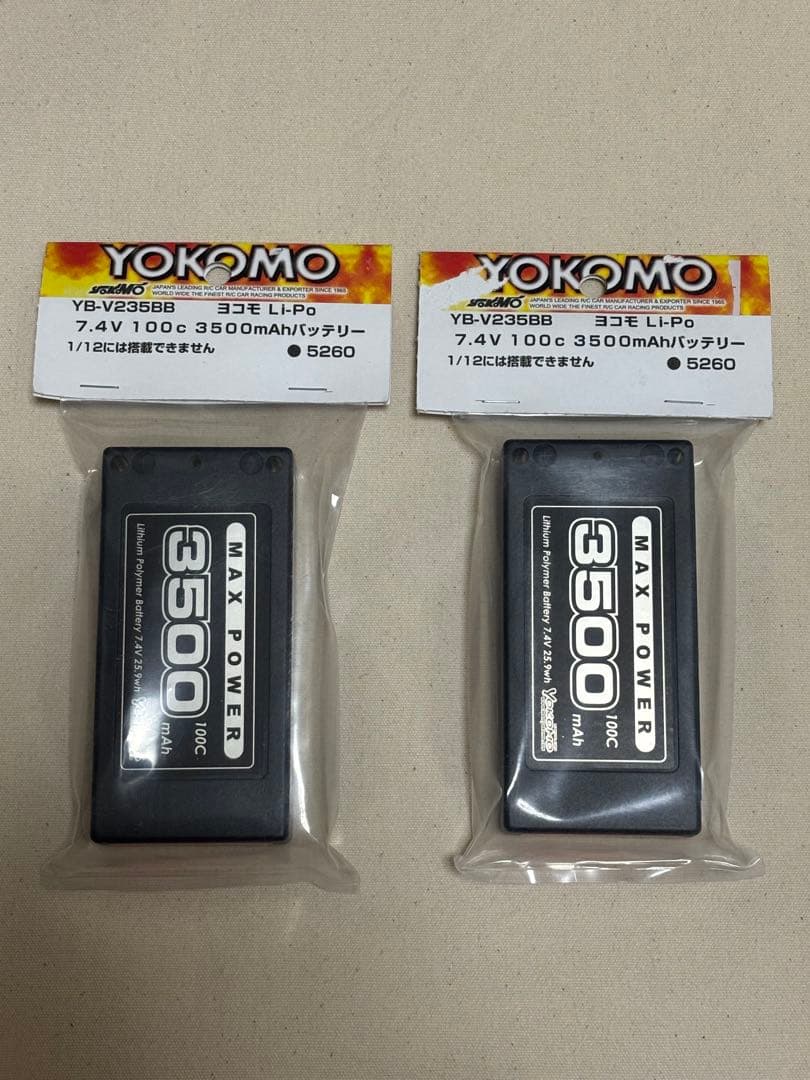 YOKOMO
YOKOMO JAPAN'S LEADING R/C CAR MANUFACTURER & EXPORTER SINCE 1965
WORLD WIDE THE FINEST R/C CAR RACING PRODUCTS
YB-V235BB ヨコモ Li-Po
7.4V 100c 3500mAhバッテリー
1/12には搭載できません ●5260
MAX POWER
3500 mAh
100C
Lithium Polymer Battery 7.4V 25.9wh
YOKOMO
YOKOMO JAPAN'S LEADING R/C CAR MANUFACTURER & EXPORTER SINCE 1965
WORLD WIDE THE FINEST R/C CAR RACING PRODUCTS
YB-V235BB ヨコモ Li-Po
7.4V 100c 3500mAhバッテリー
1/12には搭載できません ●5260
MAX POWER
3500 mAh
100C
Lithium Polymer Battery 7.4V 25.9wh
YOKOMO